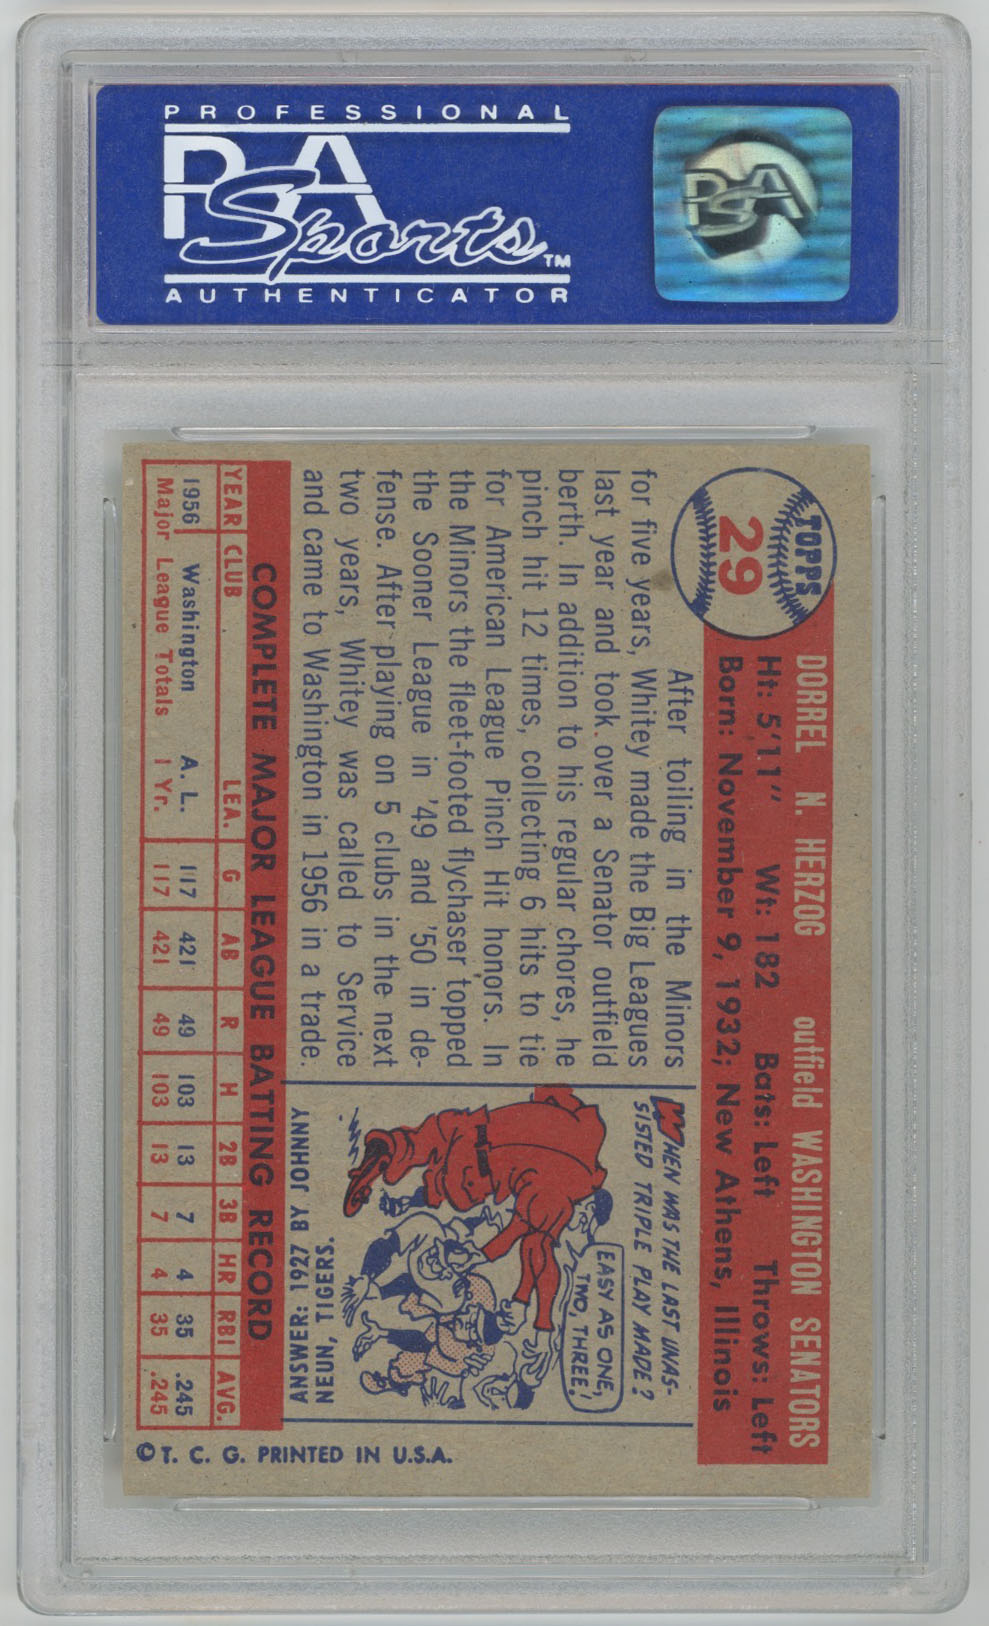 PROFESSIONAL
PSA
Sports™
AUTHENTICATOR
PSA
TOPPS
29
DORREL N. HERZOG outfield WASHINGTON SENATORS
Ht: 5'11" Wt: 182 Bats: Left Throws: Left
Born: November 9, 1932; New Athens, Illinois
After toiling in the Minors
for five years, Whitey made the Big Leagues
last year and took over a Senator outfield
berth. In addition to his regular chores, he
pinch hit 12 times, collecting 6 hits to tie
for American League Pinch Hit honors. In
the Minors the fleet-footed flychaser topped
the Sooner League in '49 and '50 in de-
fense. After playing on 5 clubs in the next
two years, Whitey was called to Service
and came to Washington in 1956 in a trade.
WHEN WAS THE LAST UNAS-
SISTED TRIPLE PLAY MADE?
EASY AS ONE,
TWO, THREE!
ANSWER: 1927 BY JOHNNY
NEUN, TIGERS.
COMPLETE MAJOR LEAGUE BATTING RECORD
YEAR CLUB LEA. G AB R H 2B 3B HR RBI AVG.
1956 Washington A. L. 117 421 49 103 13 7 4 35 .245
Major League Totals 1 Yr. 117 421 49 103 13 7 4 35 .245
© T. C. G. PRINTED IN U.S.A.